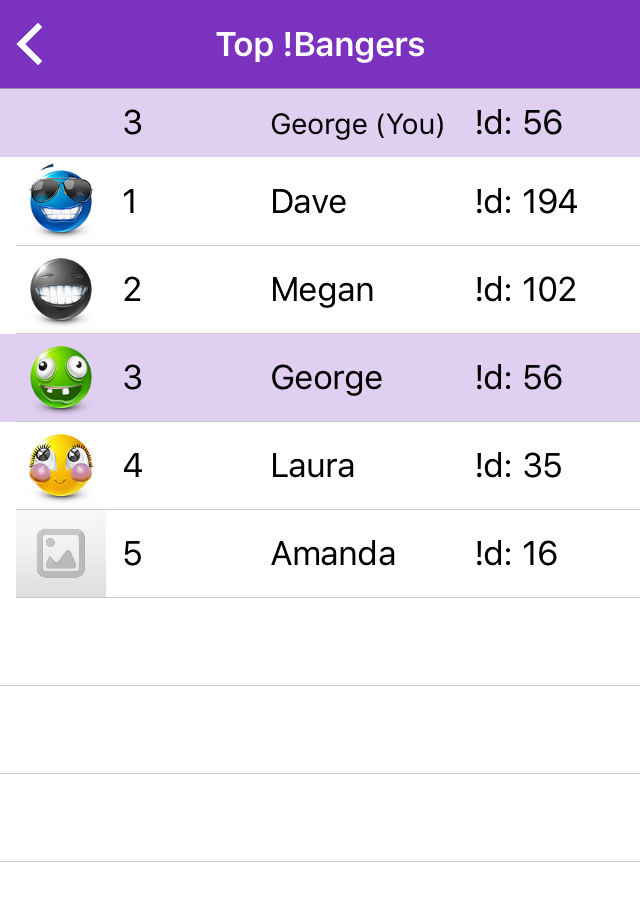 Top !Bangers
3 George (You) !d: 56
1 Dave !d: 194
2 Megan !d: 102
3 George !d: 56
4 Laura !d: 35
5 Amanda !d: 16